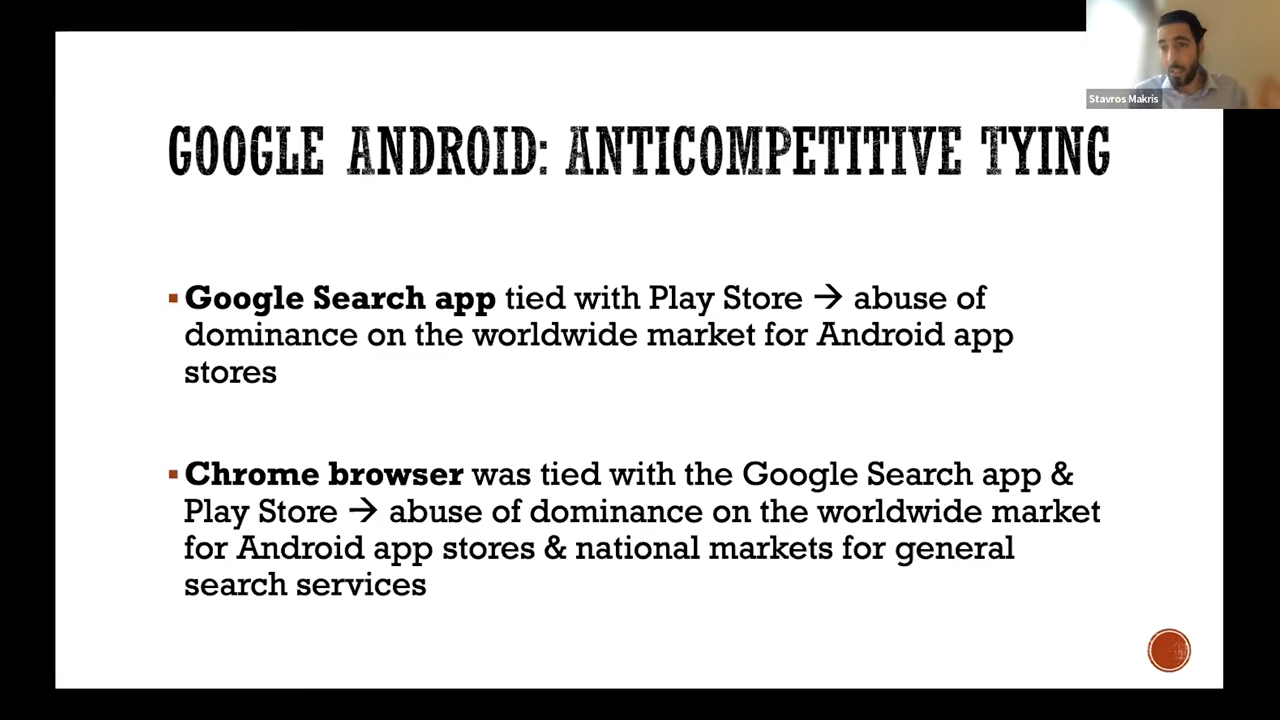 Stavros Makris
GOOGLE ANDROID: ANTICOMPETITIVE TYING
▪ Google Search app tied with Play Store → abuse of
dominance on the worldwide market for Android app
stores
▪ Chrome browser was tied with the Google Search app &
Play Store → abuse of dominance on the worldwide market
for Android app stores & national markets for general
search services